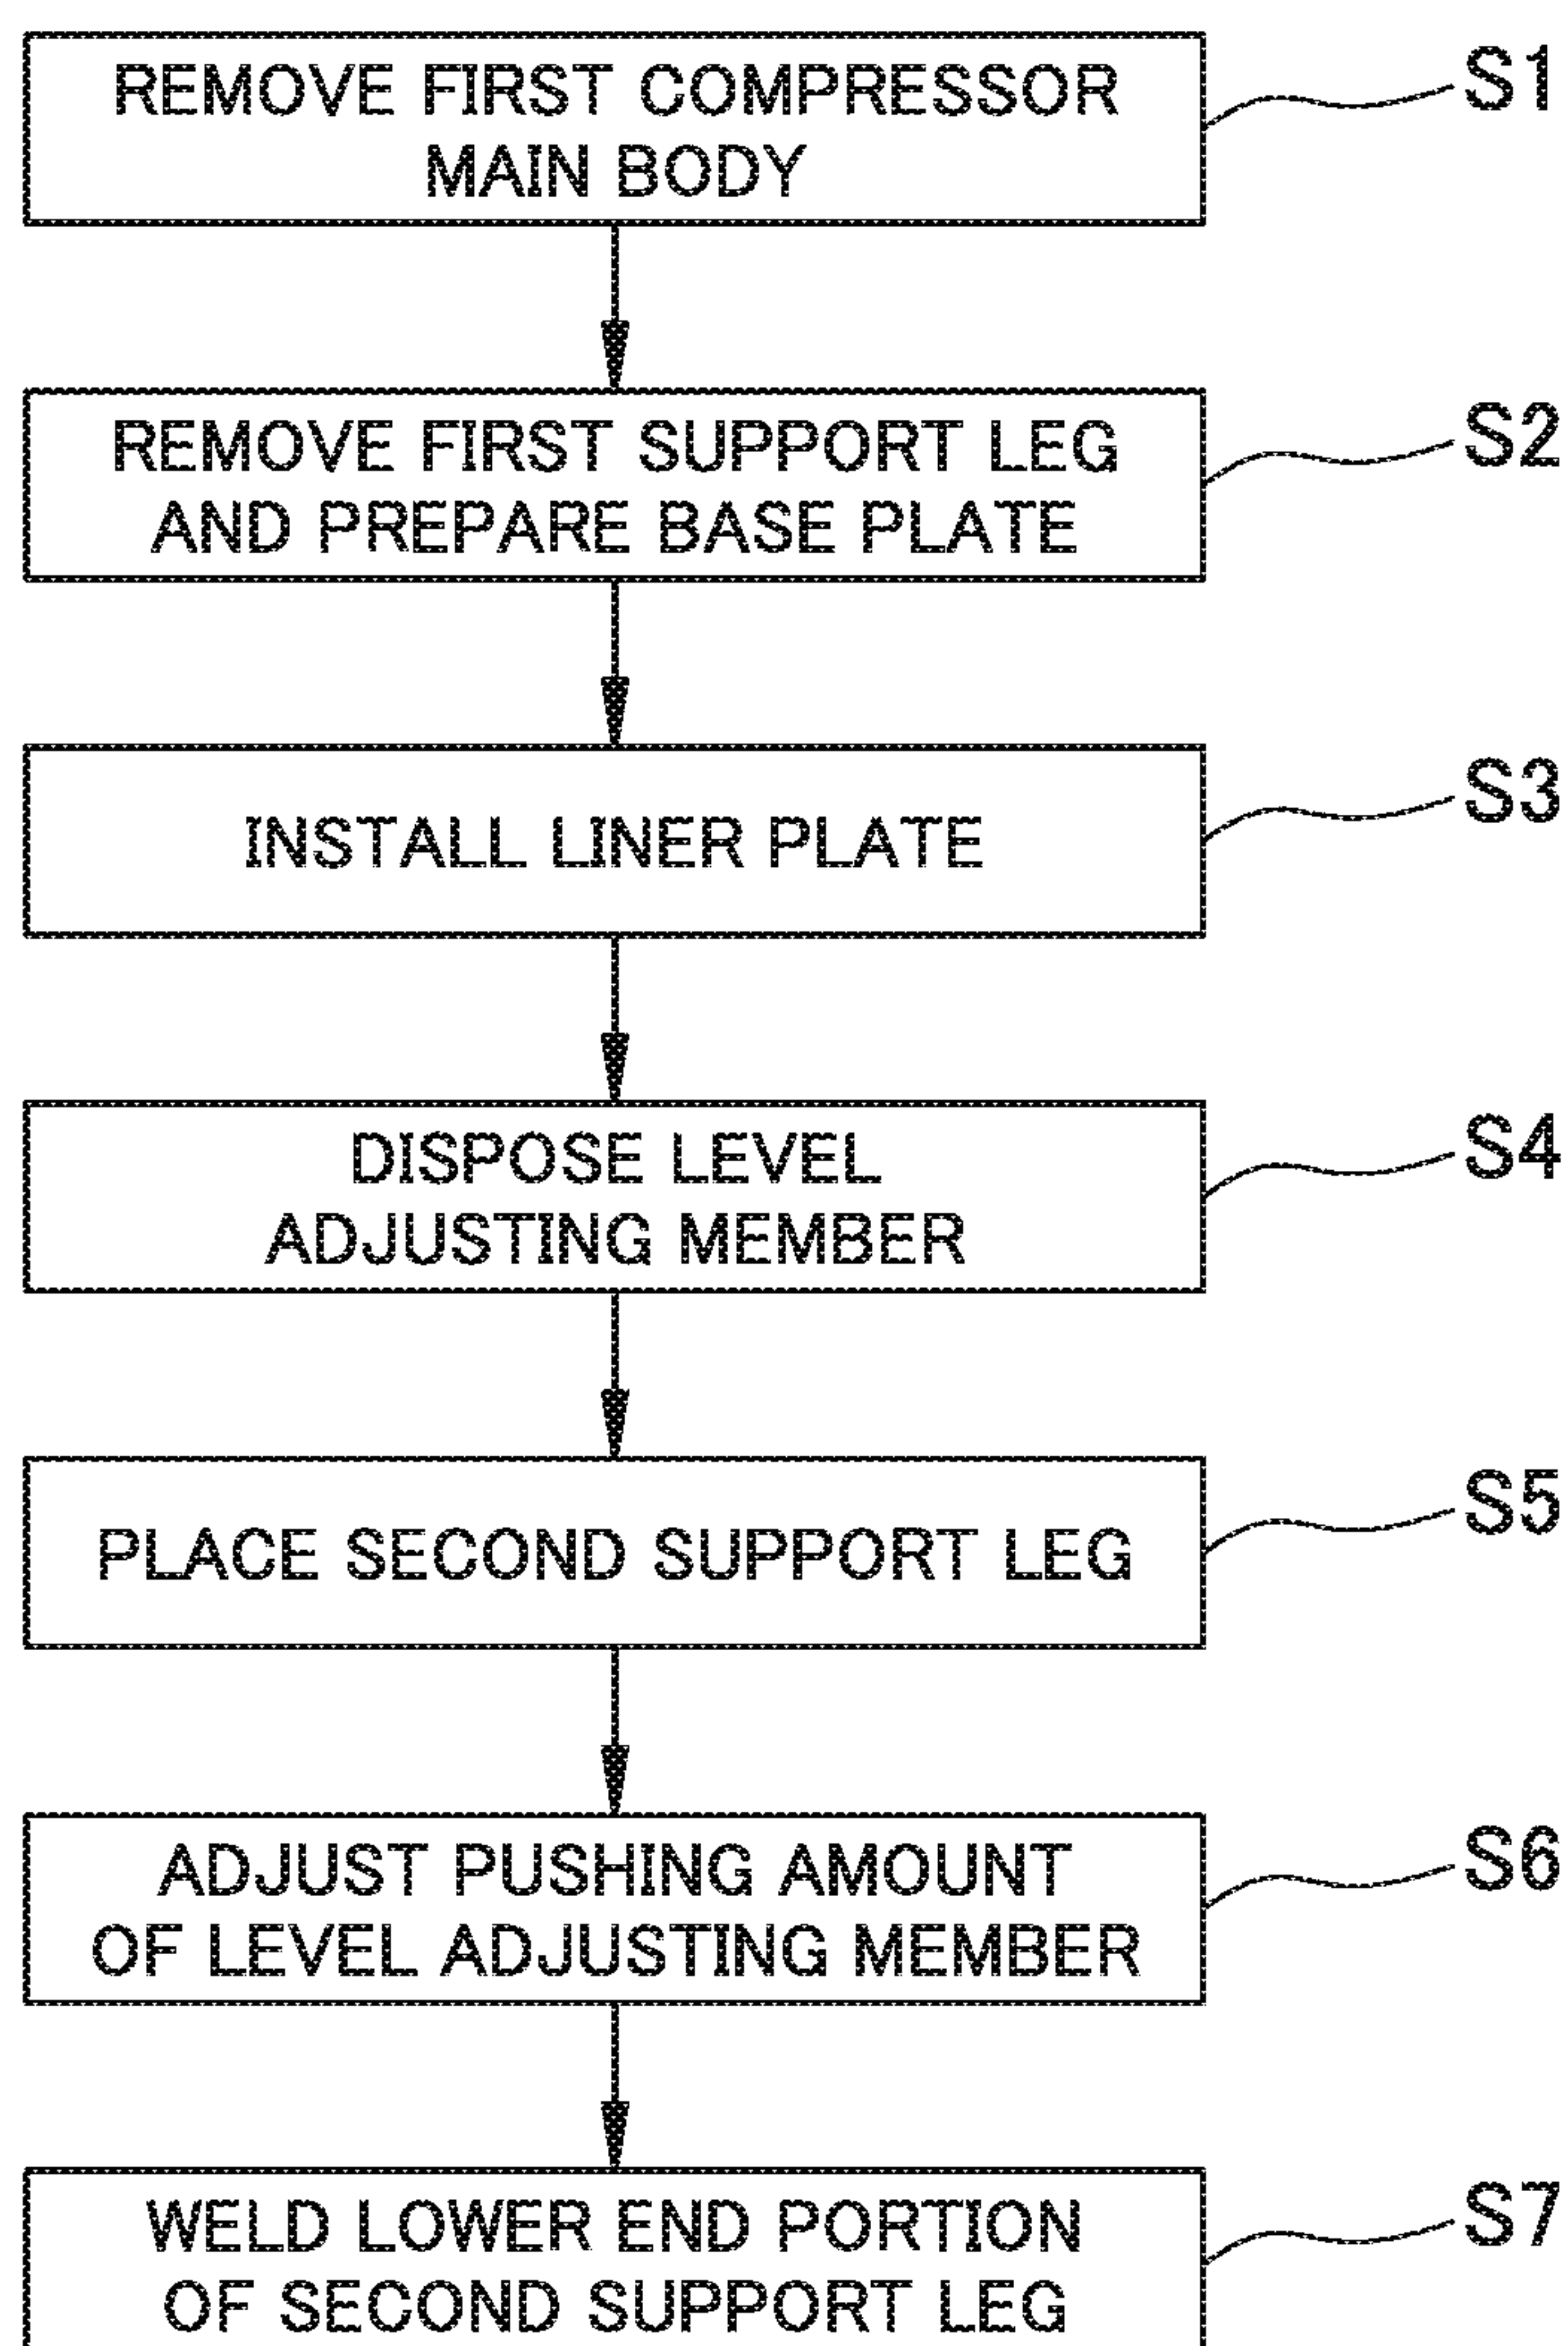 REMOVE FIRST COMPRESSOR
MAIN BODY
S1
REMOVE FIRST SUPPORT LEG
AND PREPARE BASE PLATE
S2
INSTALL LINER PLATE
S3
DISPOSE LEVEL
ADJUSTING MEMBER
S4
PLACE SECOND SUPPORT LEG
S5
ADJUST PUSHING AMOUNT
OF LEVEL ADJUSTING MEMBER
S6
WELD LOWER END PORTION
OF SECOND SUPPORT LEG
S7